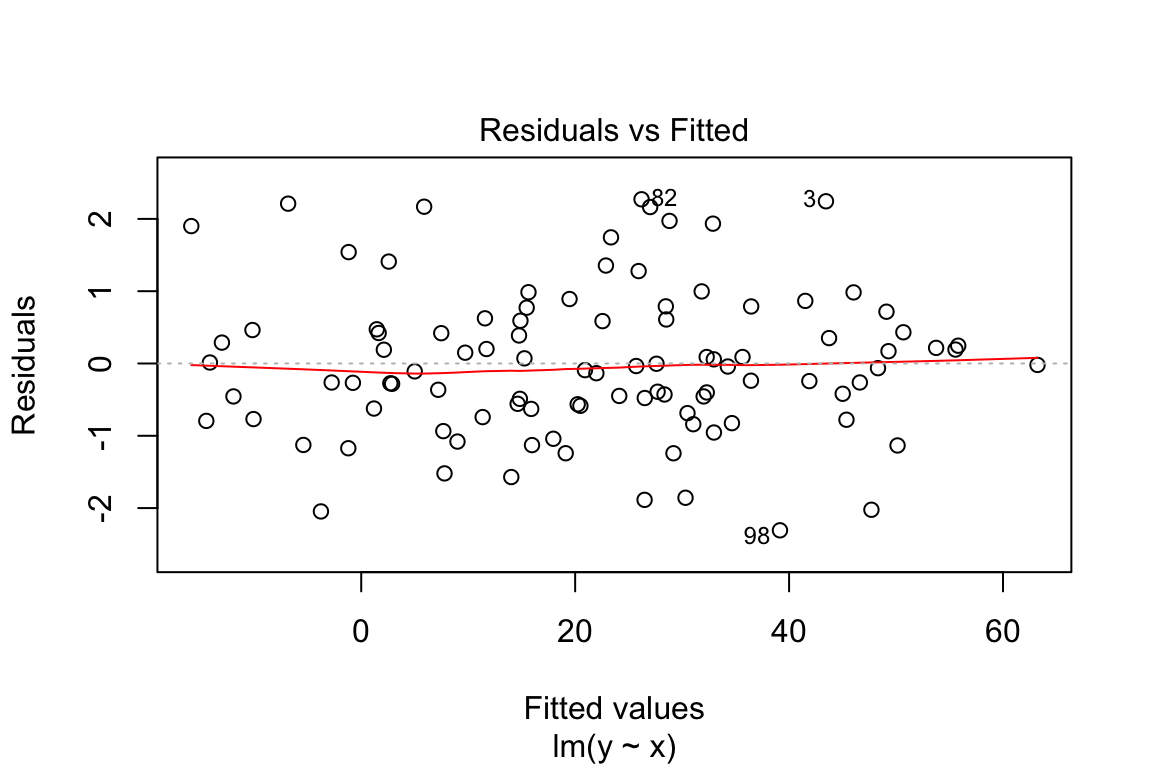 Residuals vs Fitted
Residuals
2
1
0
-1
-2
82
3
98
0 20 40 60
Fitted values
lm(y ~ x)